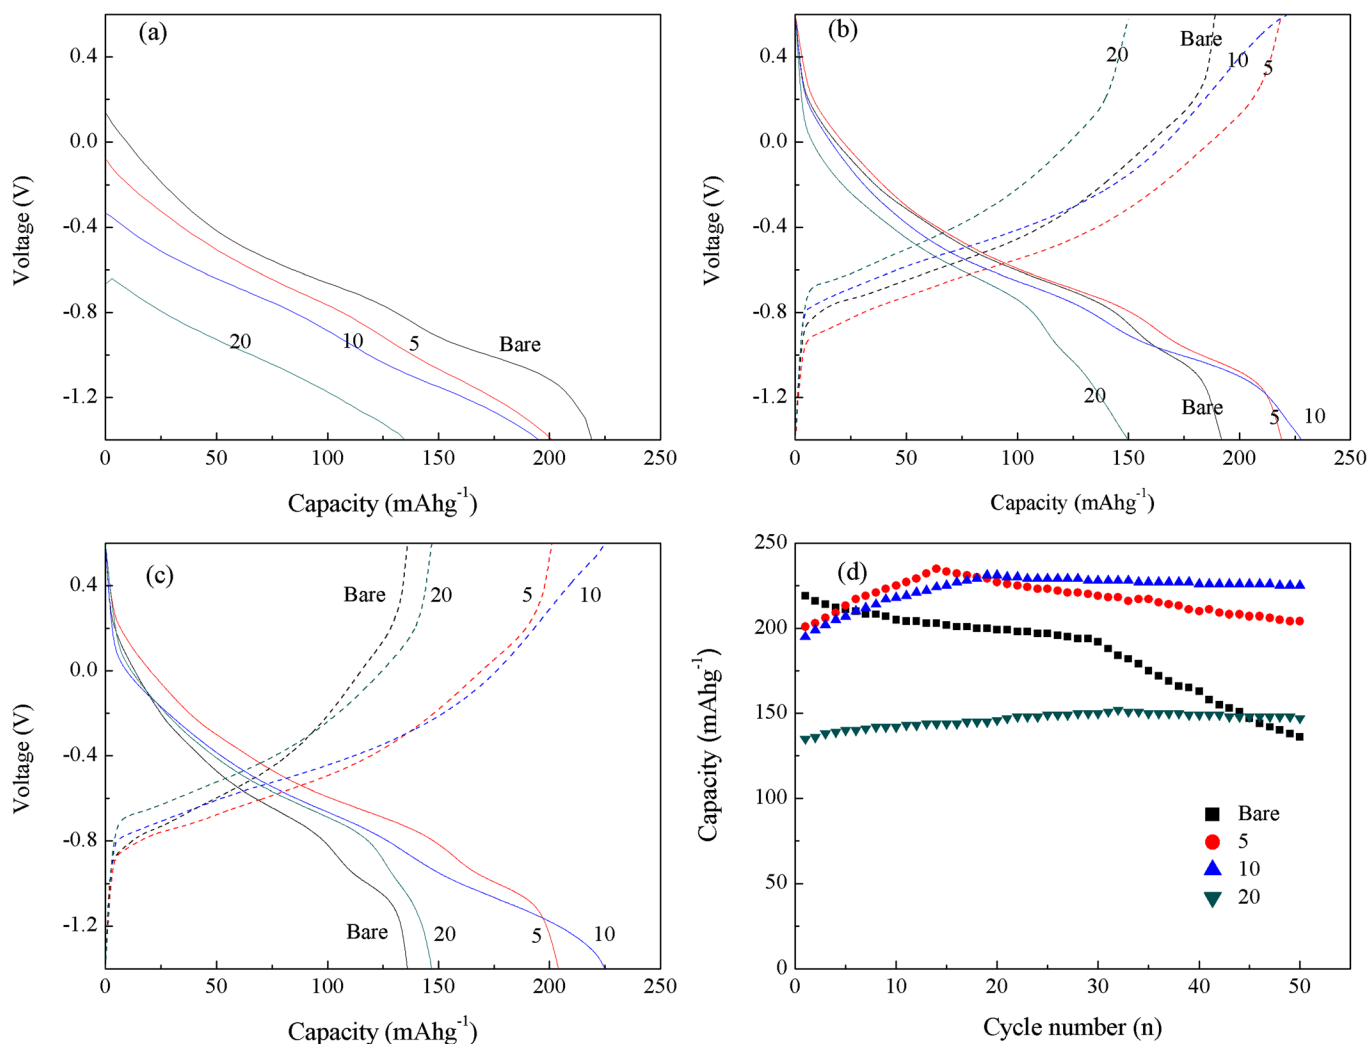 (a)
0.4
0.0
-0.4
-0.8
-1.2
Voltage (V)
20
10
5
Bare
0 50 100 150 200 250
Capacity (mAhg-1)
(b)
0.4
0.0
-0.4
-0.8
-1.2
Voltage (V)
20
Bare
10
5
20
Bare
5
10
0 50 100 150 200 250
Capacity (mAhg-1)
(c)
0.4
0.0
-0.4
-0.8
-1.2
Voltage (V)
Bare
20
5
10
Bare
20
5
10
0 50 100 150 200 250
Capacity (mAhg-1)
(d)
250
200
150
100
50
0
Capacity (mAhg-1)
Bare
5
10
20
0 10 20 30 40 50
Cycle number (n)